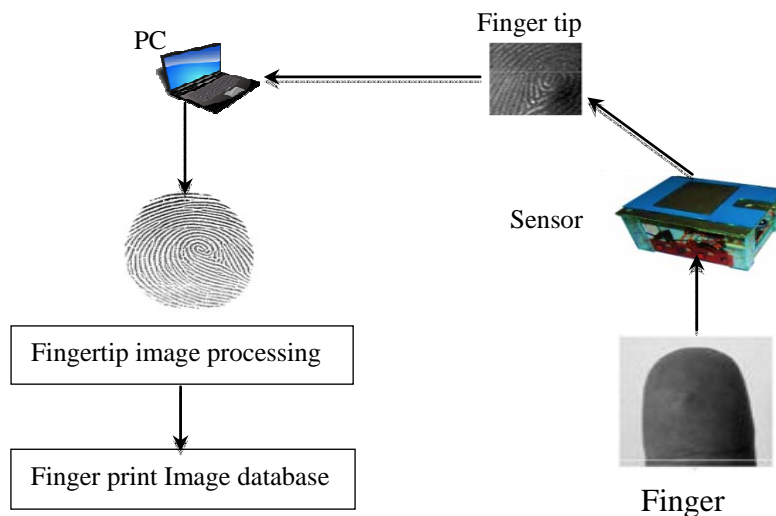 Finger tip
PC
Sensor
Fingertip image processing
Finger print Image database
Finger